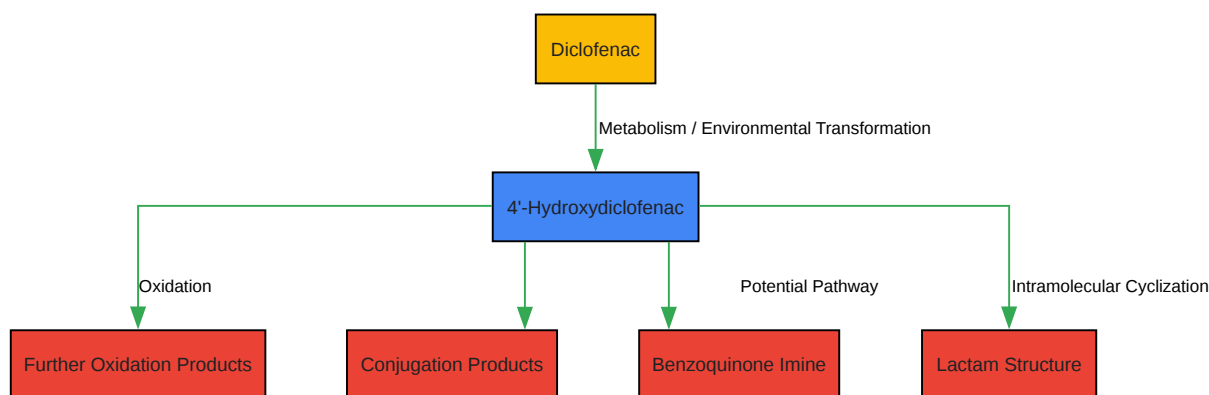 Diclofenac
Metabolism / Environmental Transformation
4'-Hydroxydiclofenac
Oxidation
Potential Pathway
Intramolecular Cyclization
Further Oxidation Products
Conjugation Products
Benzoquinone Imine
Lactam Structure